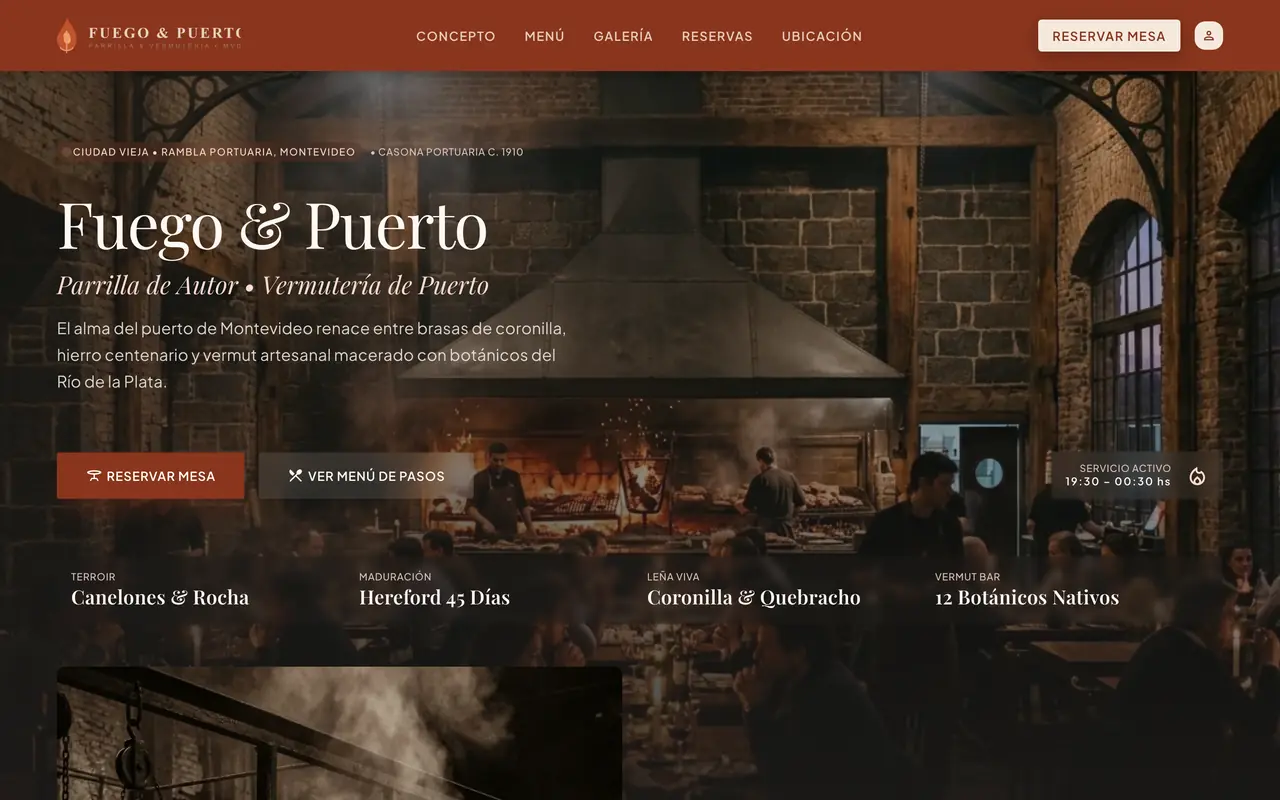 FUEGO & PUERTO
PARRILLA & VERMUTERÍA • MVD
CONCEPTO
MENÚ
GALERÍA
RESERVAS
UBICACIÓN
RESERVAR MESA
CIUDAD VIEJA • RAMBLA PORTUARIA, MONTEVIDEO • CASONA PORTUARIA C. 1910
Fuego & Puerto
Parrilla de Autor • Vermutería de Puerto
El alma del puerto de Montevideo renace entre brasas de coronilla,
hierro centenario y vermut artesanal macerado con botánicos del
Río de la Plata.
RESERVAR MESA
VER MENÚ DE PASOS
SERVICIO ACTIVO
19:30 – 00:30 hs
TERROIR
Canelones & Rocha
MADURACIÓN
Hereford 45 Días
LEÑA VIVA
Coronilla & Quebracho
VERMUT BAR
12 Botánicos Nativos